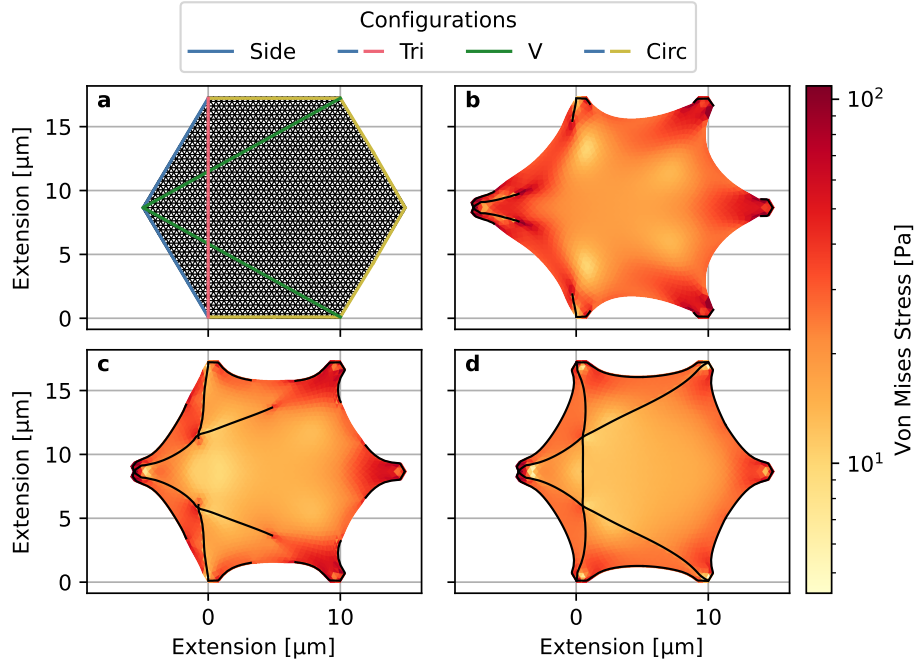 Configurations
Side Tri V Circ
a
b
15
10
5
0
Extension [µm]
c
d
15
10
5
0
Extension [µm]
0 10
0 10
Extension [µm]
Extension [µm]
10²
10¹
Von Mises Stress [Pa]